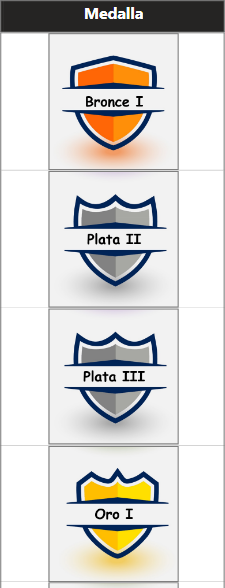 Medalla
Bronce I
Plata II
Plata III
Oro I